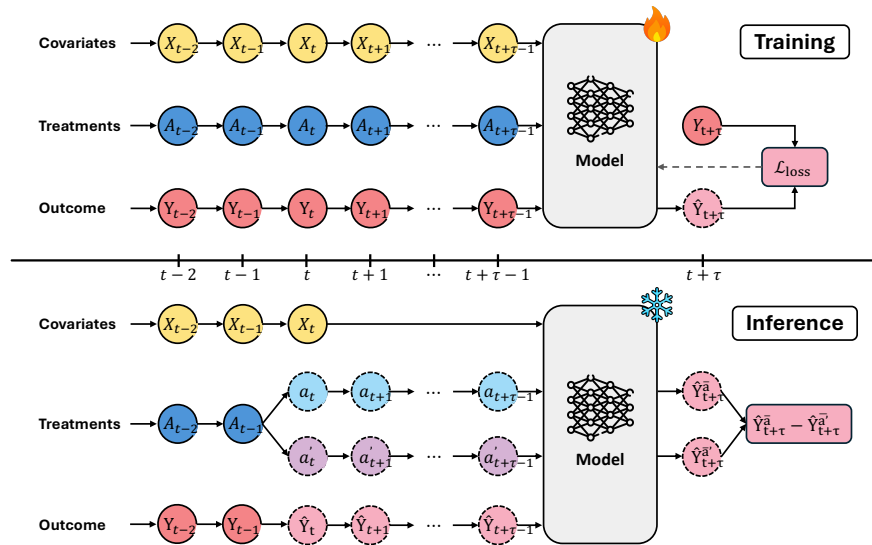 Covariates X_{t−2} X_{t−1} X_t X_{t+1} ... X_{t+τ−1} Training
Treatments A_{t−2} A_{t−1} A_t A_{t+1} ... A_{t+τ−1} Y_{t+τ}
Model ℒ_loss
Outcome Y_{t−2} Y_{t−1} Y_t Y_{t+1} ... Y_{t+τ−1} Ŷ_{t+τ}
t − 2 t − 1 t t + 1 ... t + τ − 1 t + τ
Covariates X_{t−2} X_{t−1} X_t Inference
a_t a_{t+1} ... a_{t+τ−1} Ŷ^{ā}_{t+τ}
Treatments A_{t−2} A_{t−1} Ŷ^{ā}_{t+τ} − Ŷ^{ā′}_{t+τ}
a′_t a′_{t+1} ... a′_{t+τ−1} Model Ŷ^{ā′}_{t+τ}
Outcome Y_{t−2} Y_{t−1} Ŷ_t Ŷ_{t+1} ... Ŷ_{t+τ−1}